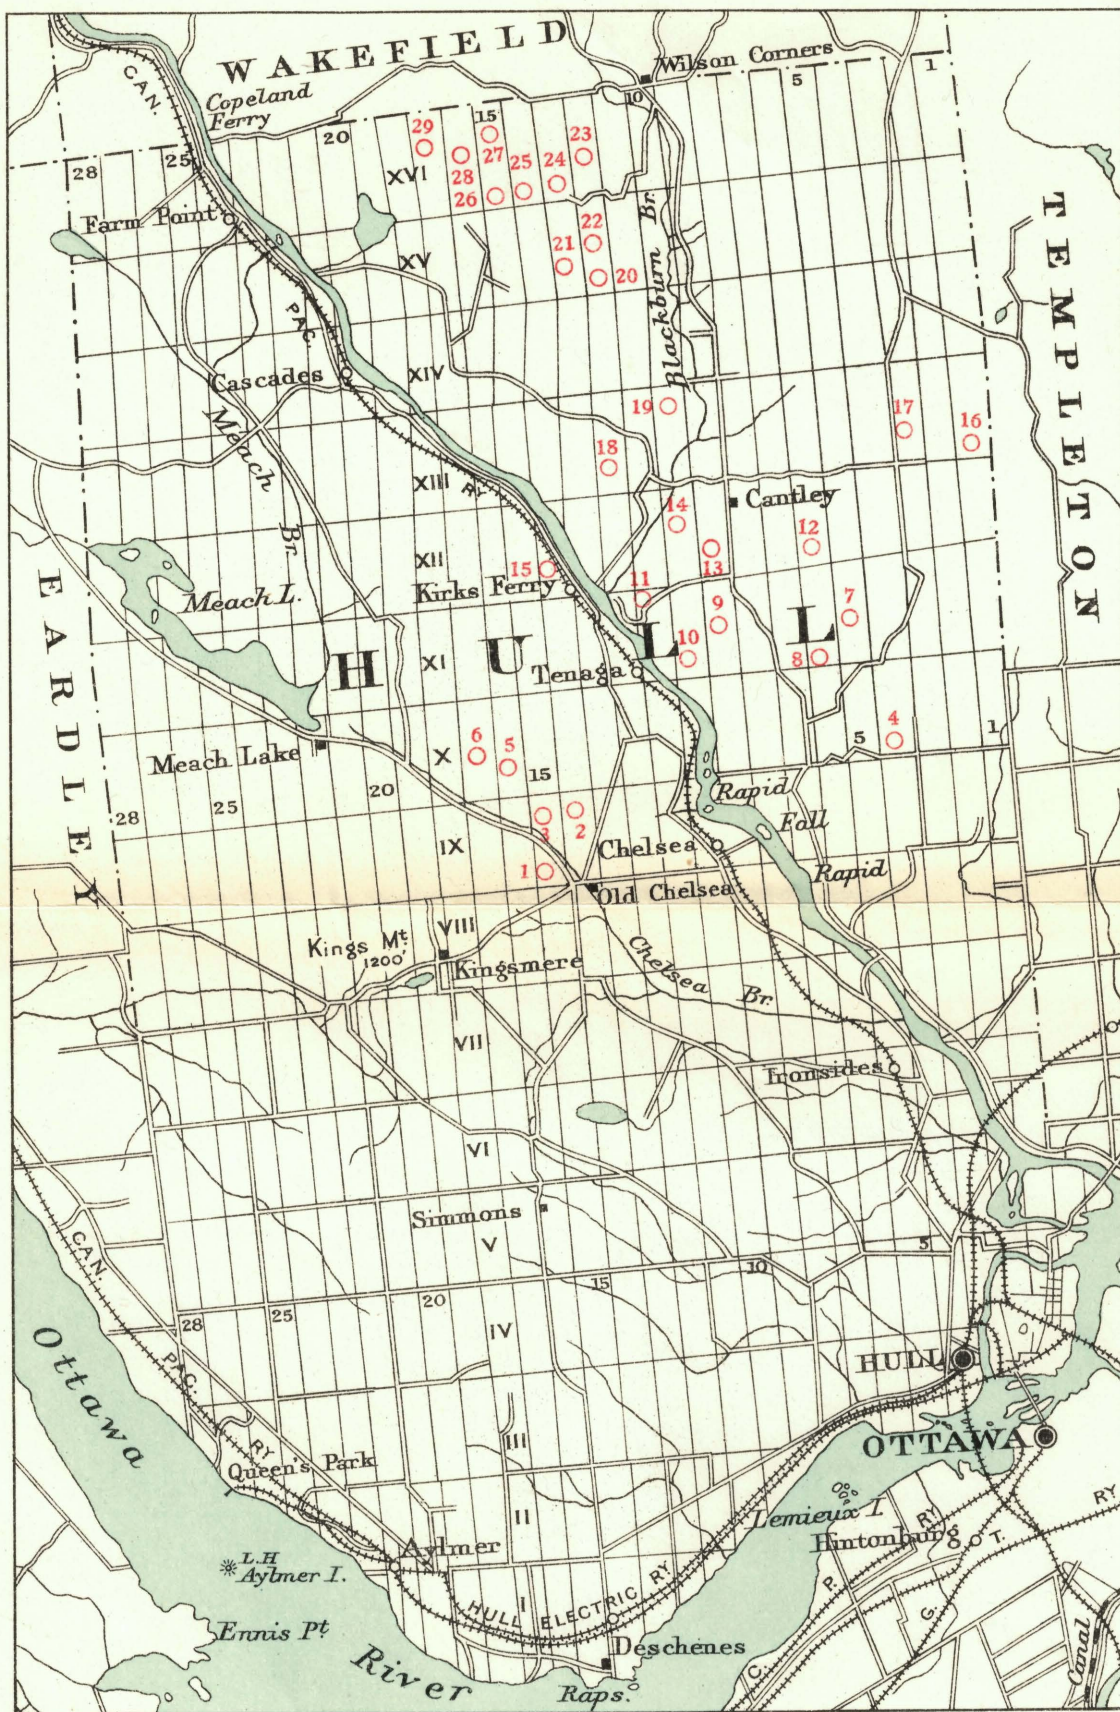 WAKEFIELD
Wilson Corners
CAN.
Copeland
Ferry
5
1
10
15
20
25
28
29
23
27
25
24
28
26
XVI
Farm Point
22
21
20
XV
Blackburn Br.
TEMPLETON
PAC.
Cascades
XIV
19
17
16
Meach Br.
18
XIII
RY
Cantley
14
12
13
XII
15
Kirks Ferry
11
EARDLEY
Meach L.
7
9
10
8
HULL
XI
Tenaga
4
5
1
6
5
X
15
Meach Lake
20
25
28
Rapid
Fall
3
2
IX
Chelsea
1
Rapid
Old Chelsea
VIII
Kings Mt.
1200'
Kingsmere
Chelsea Br.
VII
Ironsides
VI
Simmons
V
5
10
15
20
25
28
CAN.
PAC.
RY
IV
HULL
OTTAWA
Ottawa
III
Queen's Park
II
Lemieux I.
Hintonburg
Aylmer
L.H
Aylmer I.
HULL ELECTRIC RY
I
Ennis Pt.
Deschenes
River
Raps.
C. P. RY
G. T. RY
Canal